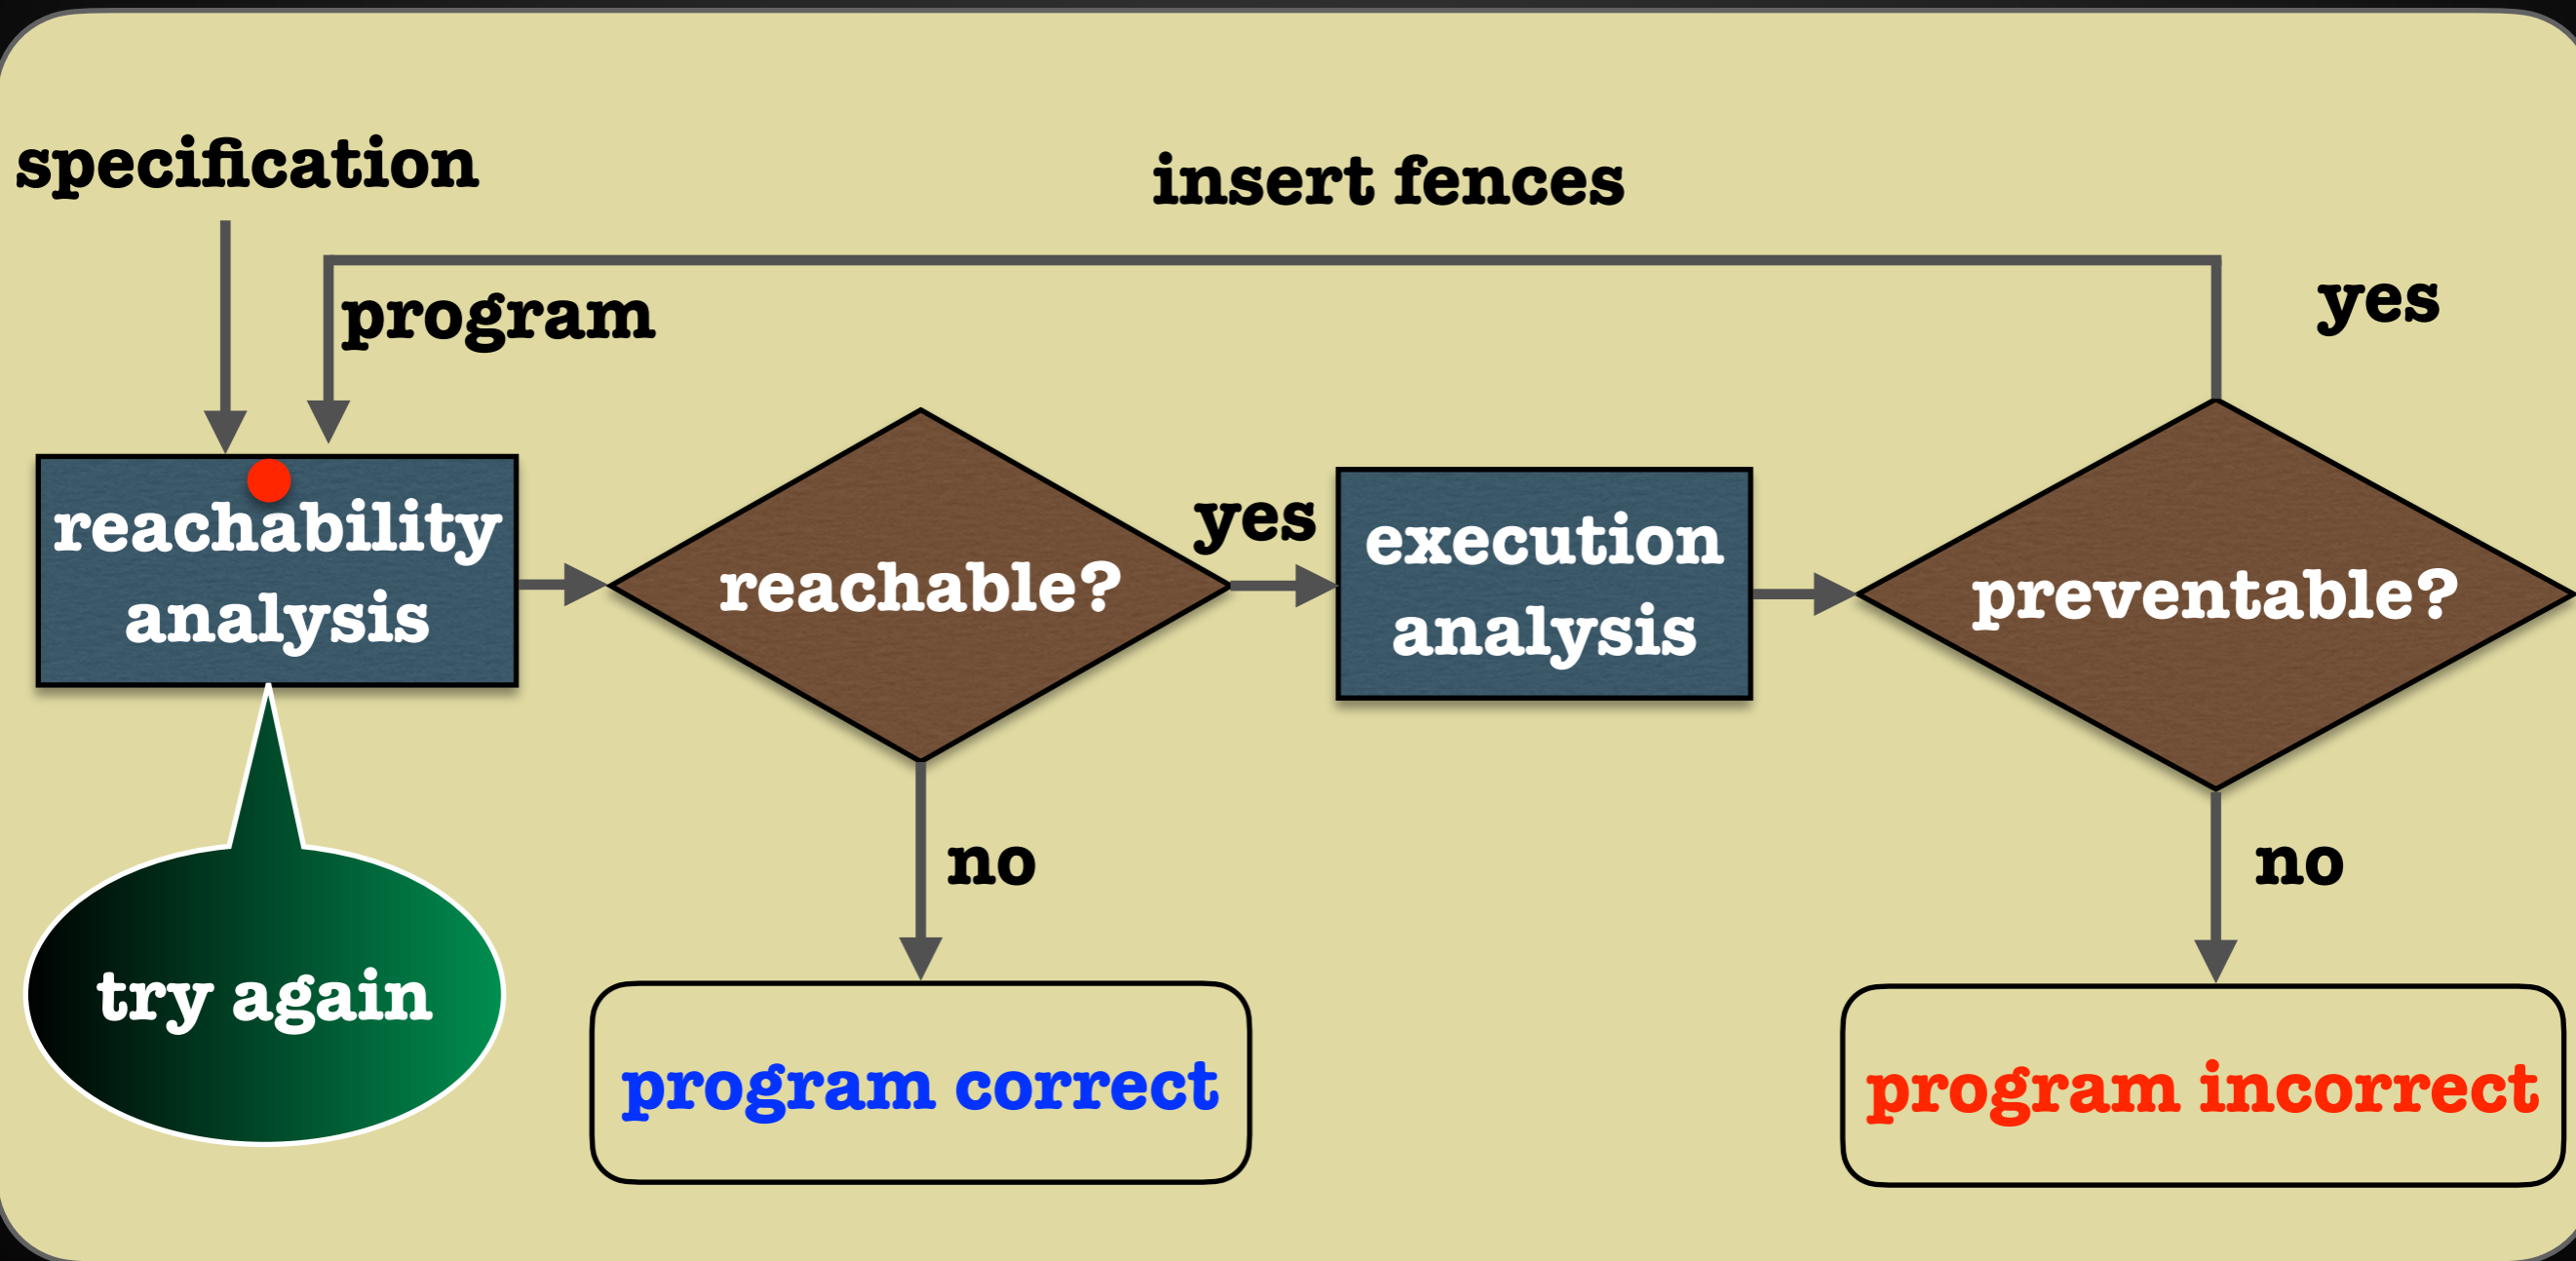 specification
insert fences
program
yes
reachability
analysis
reachable?
yes
execution
analysis
preventable?
no
no
try again
program correct
program incorrect